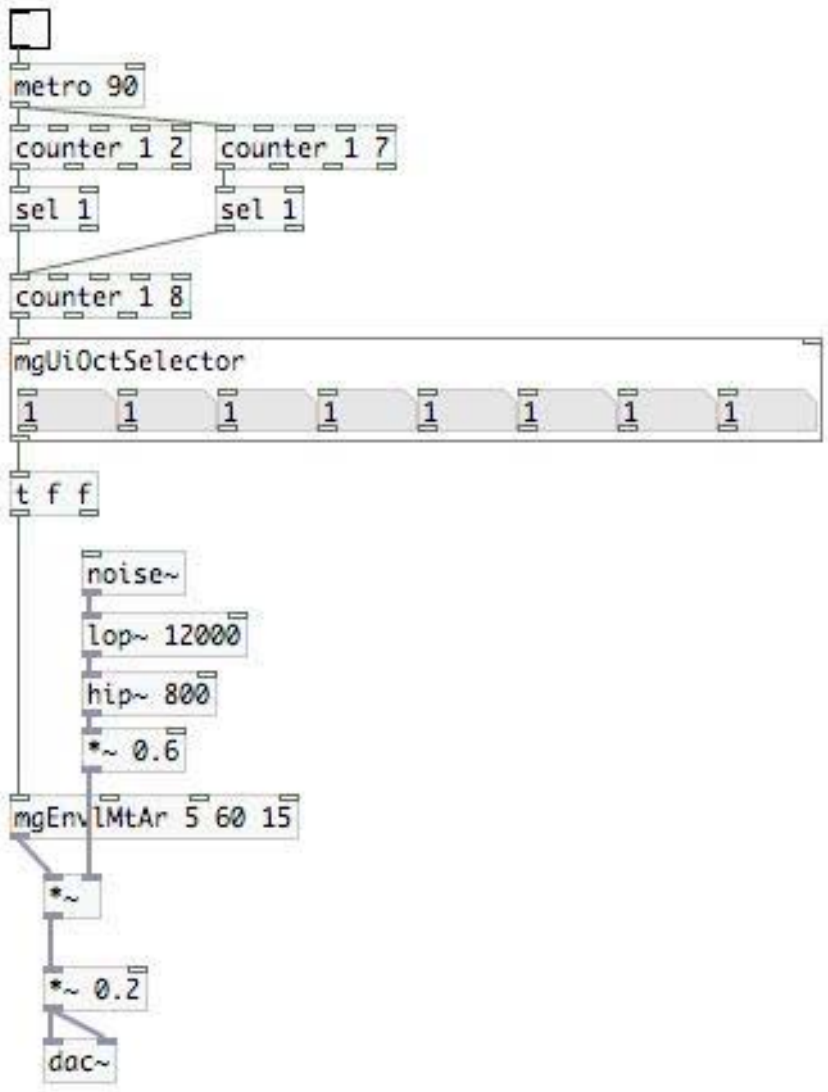 metro 90
counter 1 2 counter 1 7
sel 1 sel 1
counter 1 8
mgUiOctSelector
1 1 1 1 1 1 1 1
t f f
noise~
lop~ 12000
hip~ 800
*~ 0.6
mgEnvlMtAr 5 60 15
*~
*~ 0.2
dac~